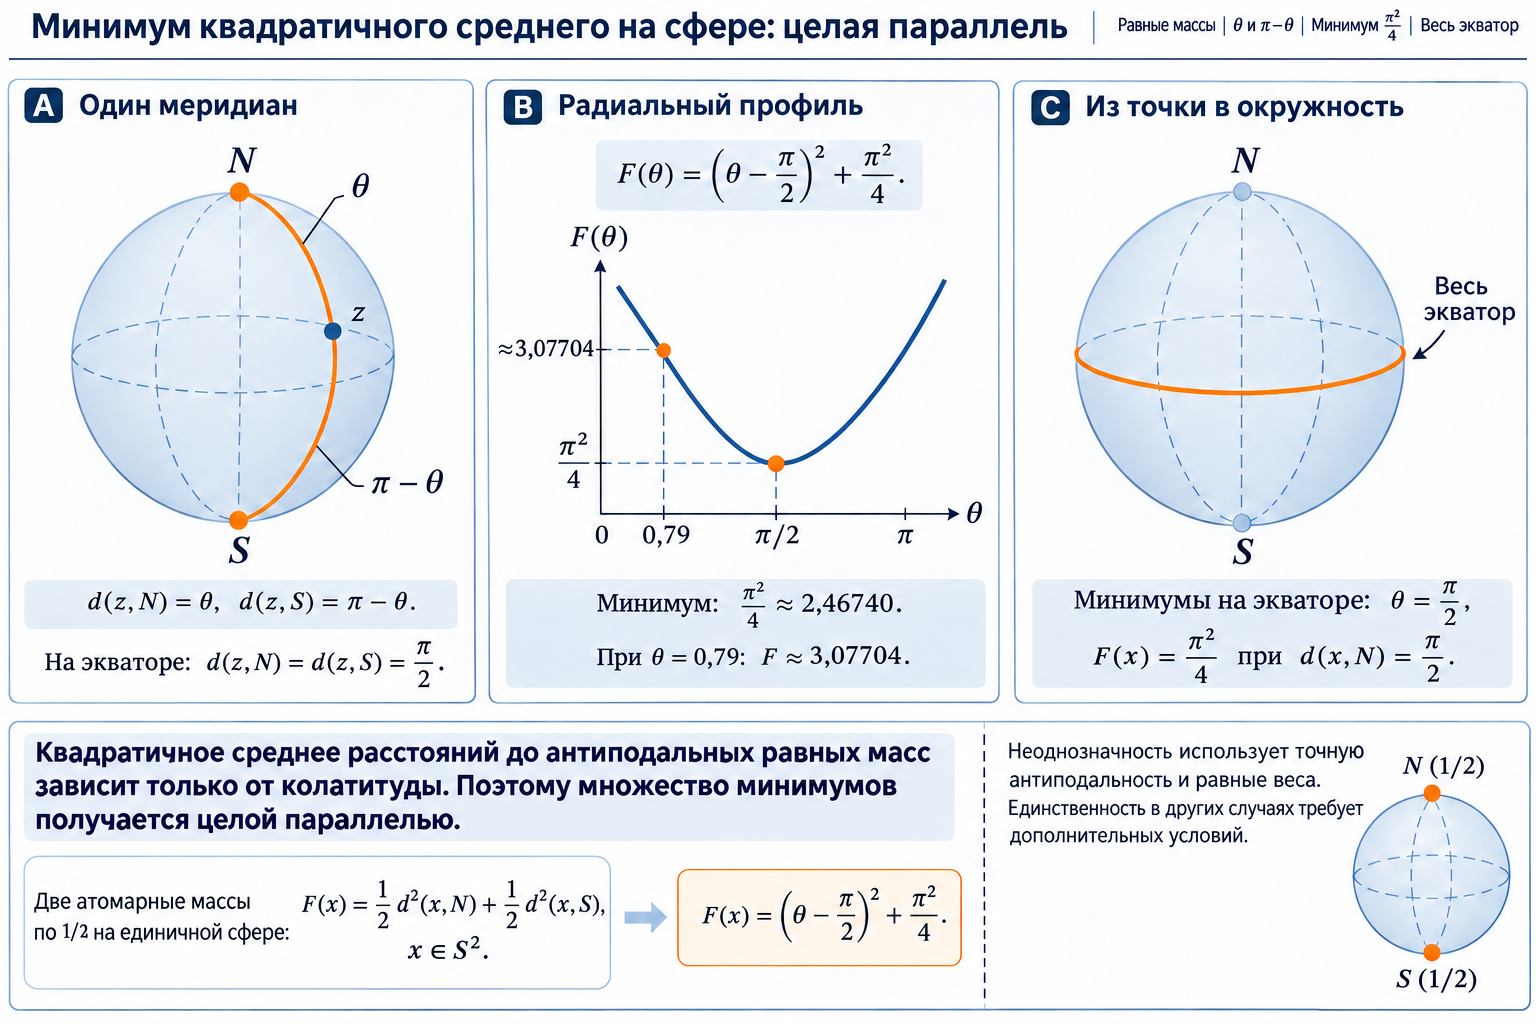 Минимум квадратичного среднего на сфере: целая параллель
Равные массы | θ и π−θ | Минимум π²/4 | Весь экватор
A Один меридиан
N
θ
z
π − θ
S
d(z, N) = θ, d(z, S) = π − θ.
На экваторе: d(z, N) = d(z, S) = π/2.
B Радиальный профиль
F(θ) = (θ − π/2)² + π²/4.
F(θ)
≈3,07704
π²/4
0 0,79 π/2 π θ
Минимум: π²/4 ≈ 2,46740.
При θ = 0,79: F ≈ 3,07704.
C Из точки в окружность
N
Весь
экватор
S
Минимумы на экваторе: θ = π/2,
F(x) = π²/4 при d(x, N) = π/2.
Квадратичное среднее расстояний до антиподальных равных масс
зависит только от колатитуды. Поэтому множество минимумов
получается целой параллелью.
Две атомарные массы
по 1/2 на единичной сфере:
F(x) = 1/2 d²(x, N) + 1/2 d²(x, S),
x ∈ S².
F(x) = (θ − π/2)² + π²/4.
Неоднозначность использует точную
антиподальность и равные веса.
Единственность в других случаях требует
дополнительных условий.
N (1/2)
S (1/2)